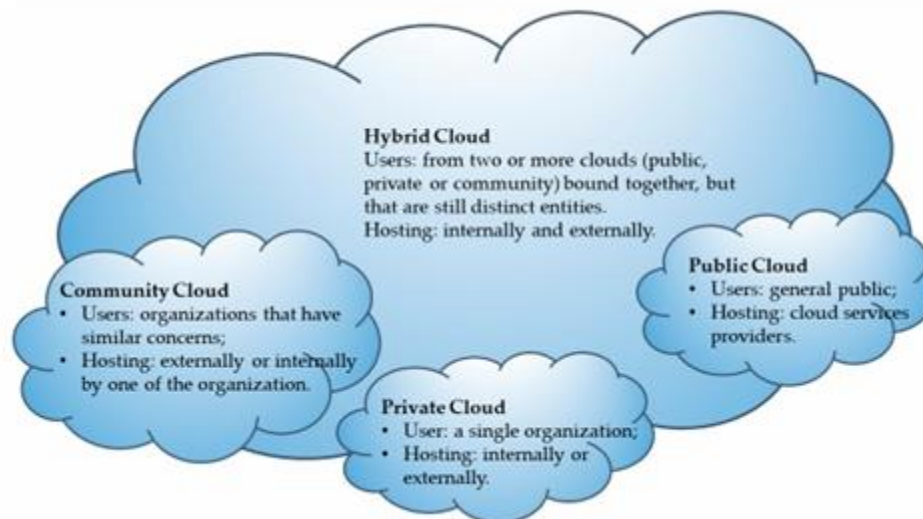 Hybrid Cloud
Users: from two or more clouds (public,
private or community) bound together, but
that are still distinct entities.
Hosting: internally and externally.
Community Cloud
• Users: organizations that have
similar concerns;
• Hosting: externally or internally
by one of the organization.
Public Cloud
• Users: general public;
• Hosting: cloud services
providers.
Private Cloud
• User: a single organization;
• Hosting: internally or
externally.